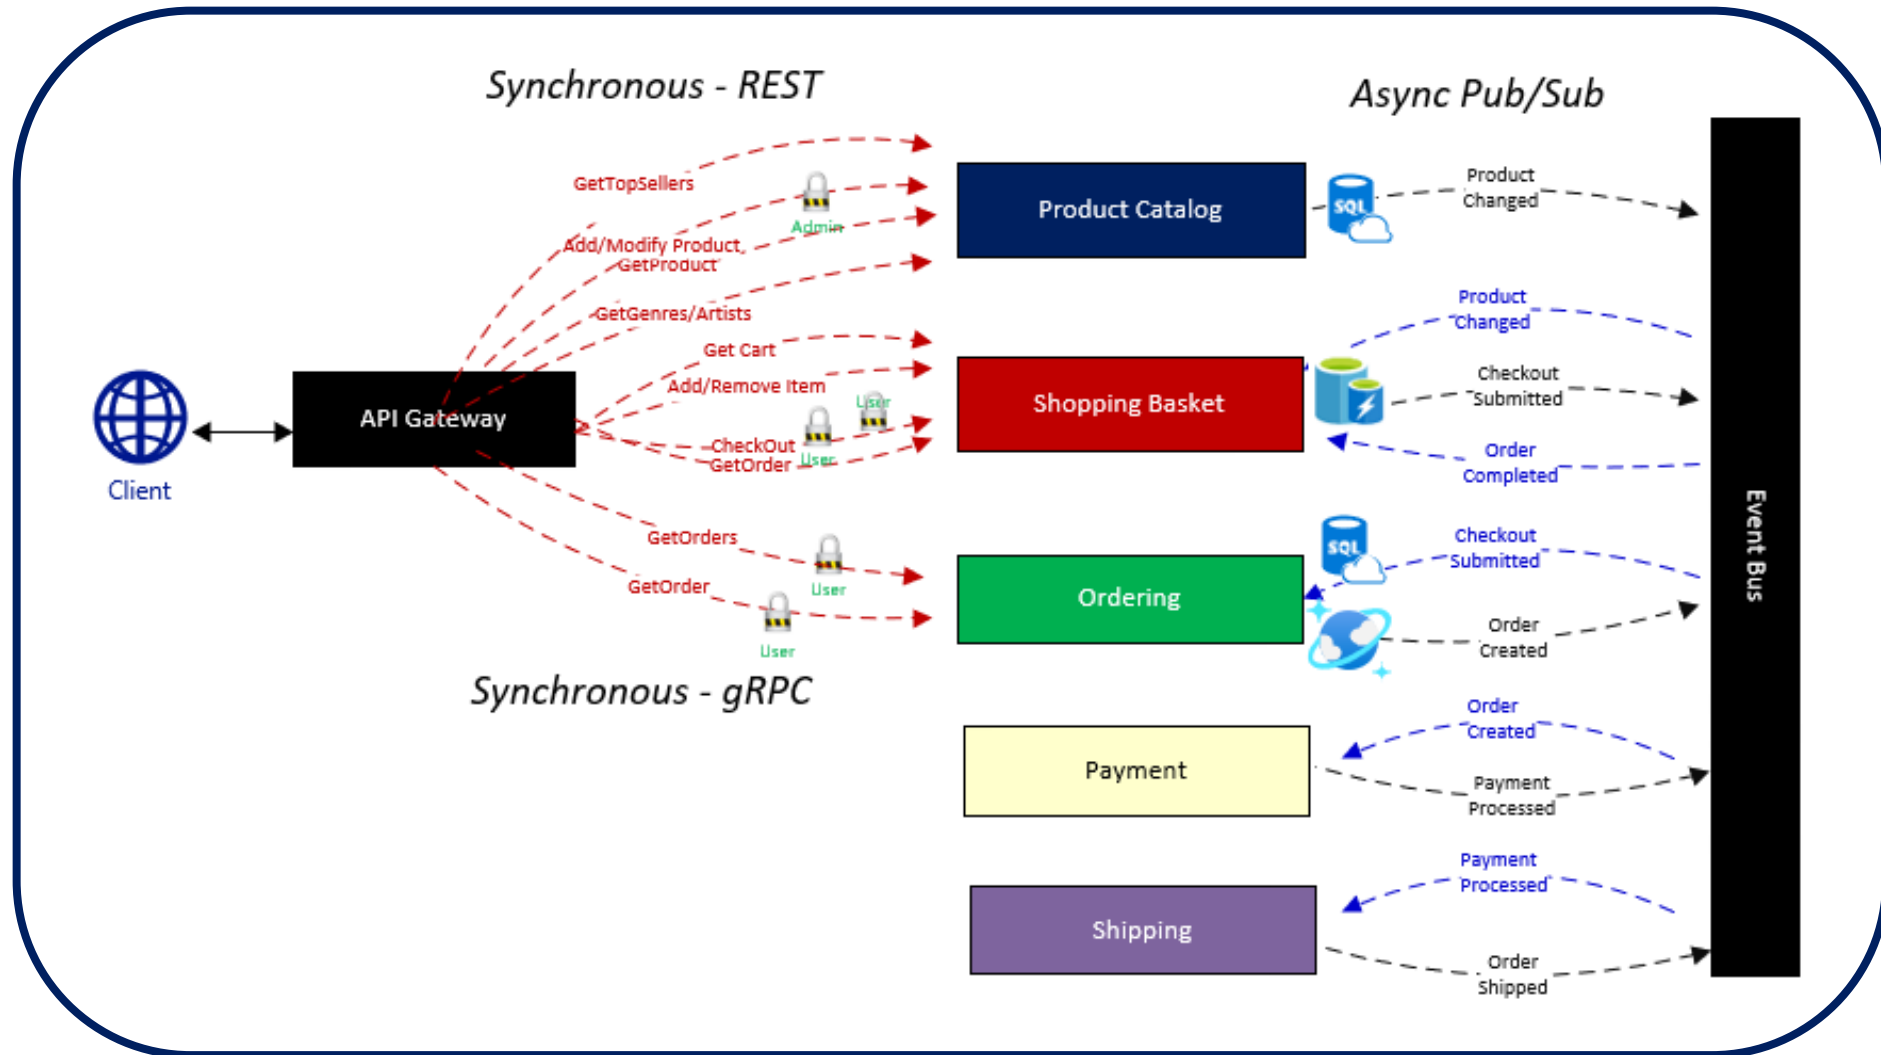 Synchronous - REST
Async Pub/Sub
GetTopSellers
Admin
Add/Modify Product
GetProduct
GetGenres/Artists
Product Catalog
SQL
Product
Changed
Get Cart
Add/Remove Item
User
CheckOut
User
GetOrder
Client
API Gateway
Shopping Basket
Product
Changed
Checkout
Submitted
Order
Completed
GetOrders
User
GetOrder
User
Ordering
SQL
Checkout
Submitted
Order
Created
Event Bus
Synchronous - gRPC
Payment
Order
Created
Payment
Processed
Shipping
Payment
Processed
Order
Shipped